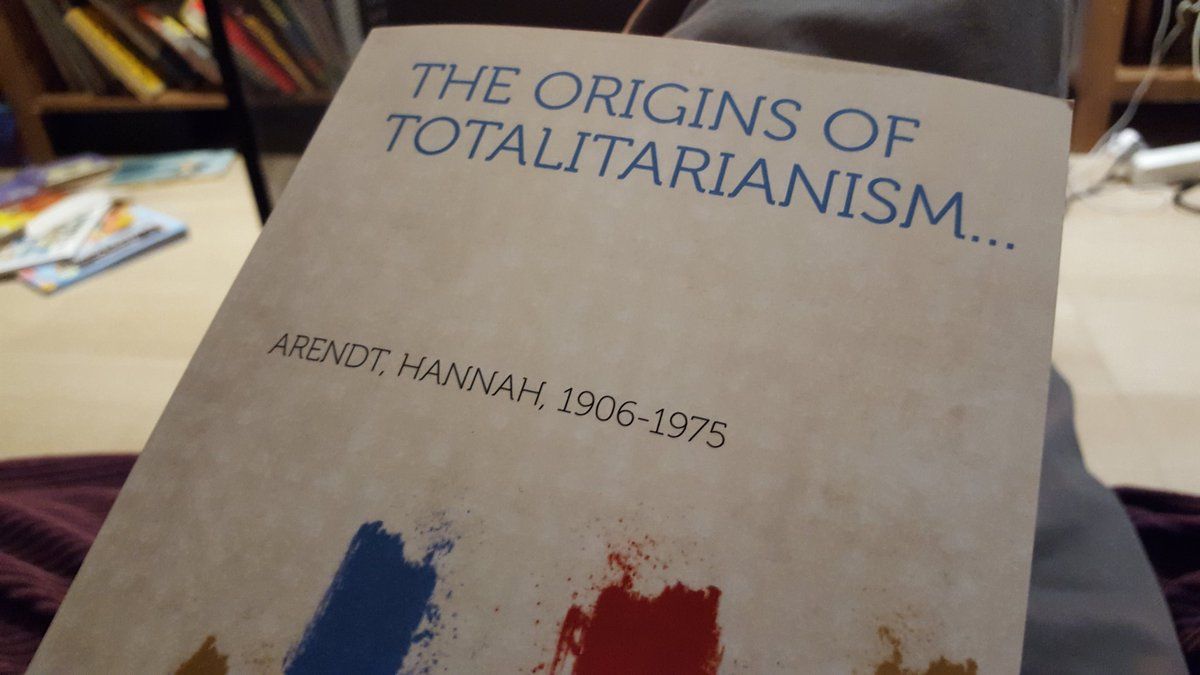 THE ORIGINS OF
TOTALITARIANISM...
ARENDT, HANNAH, 1906-1975